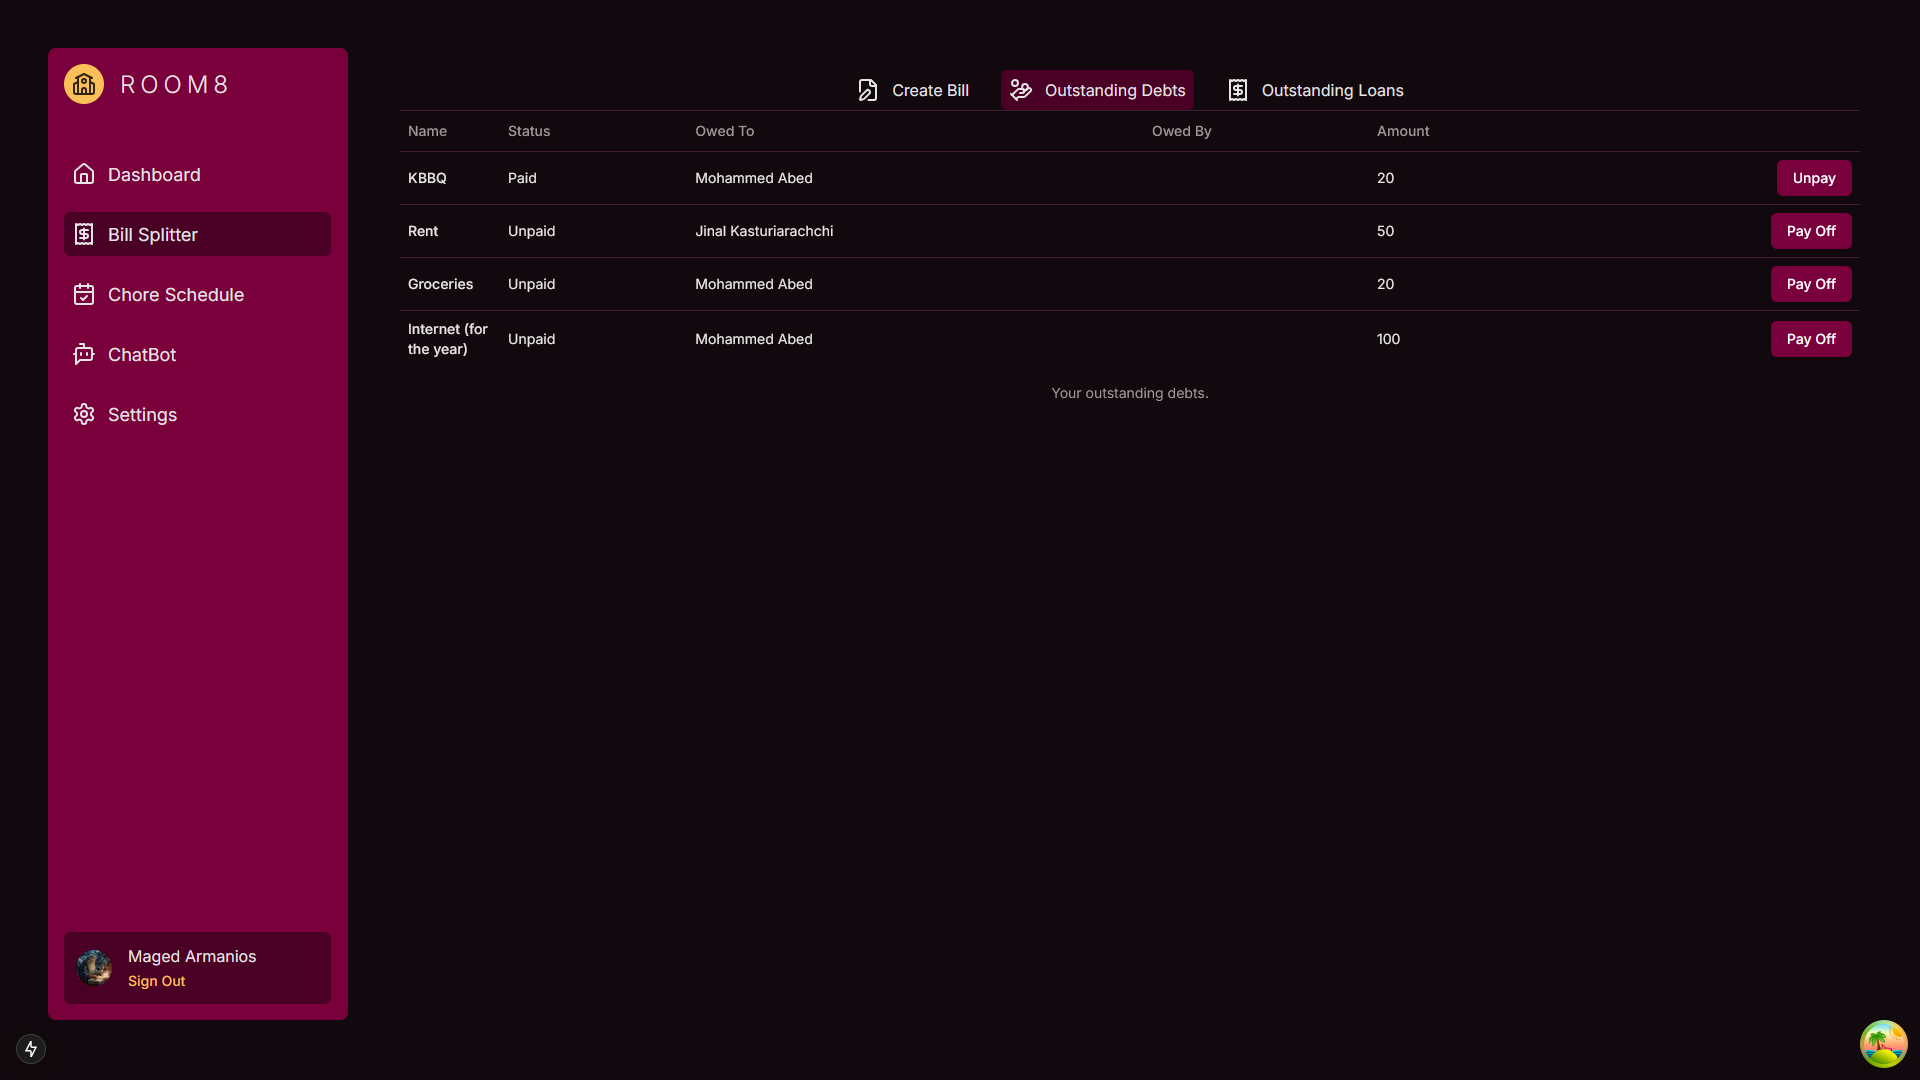 ROOM8
Dashboard
Bill Splitter
Chore Schedule
ChatBot
Settings
Maged Armanios
Sign Out
Create Bill
Outstanding Debts
Outstanding Loans
Name Status Owed To Owed By Amount
KBBQ Paid Mohammed Abed 20 Unpay
Rent Unpaid Jinal Kasturiarachchi 50 Pay Off
Groceries Unpaid Mohammed Abed 20 Pay Off
Internet (for
the year) Unpaid Mohammed Abed 100 Pay Off
Your outstanding debts.